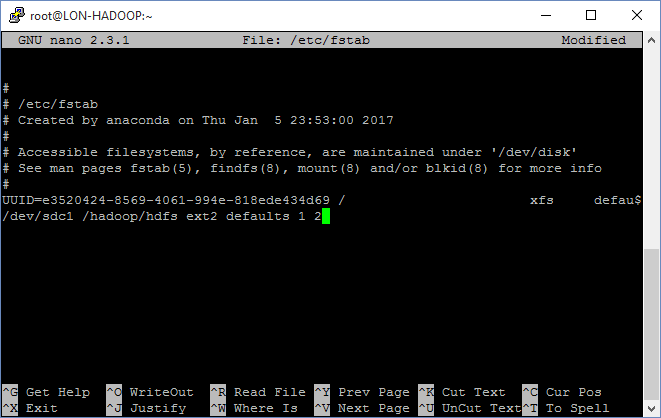 root@LON-HADOOP:~
GNU nano 2.3.1 File: /etc/fstab Modified
#
# /etc/fstab
# Created by anaconda on Thu Jan  5 23:53:00 2017
#
# Accessible filesystems, by reference, are maintained under '/dev/disk'
# See man pages fstab(5), findfs(8), mount(8) and/or blkid(8) for more info
#
UUID=e3520424-8569-4061-994e-818ede434d69 / xfs defau$
/dev/sdc1 /hadoop/hdfs ext2 defaults 1 2
^G Get Help ^O WriteOut ^R Read File ^Y Prev Page ^K Cut Text ^C Cur Pos
^X Exit ^J Justify ^W Where Is ^V Next Page ^U UnCut Text ^T To Spell